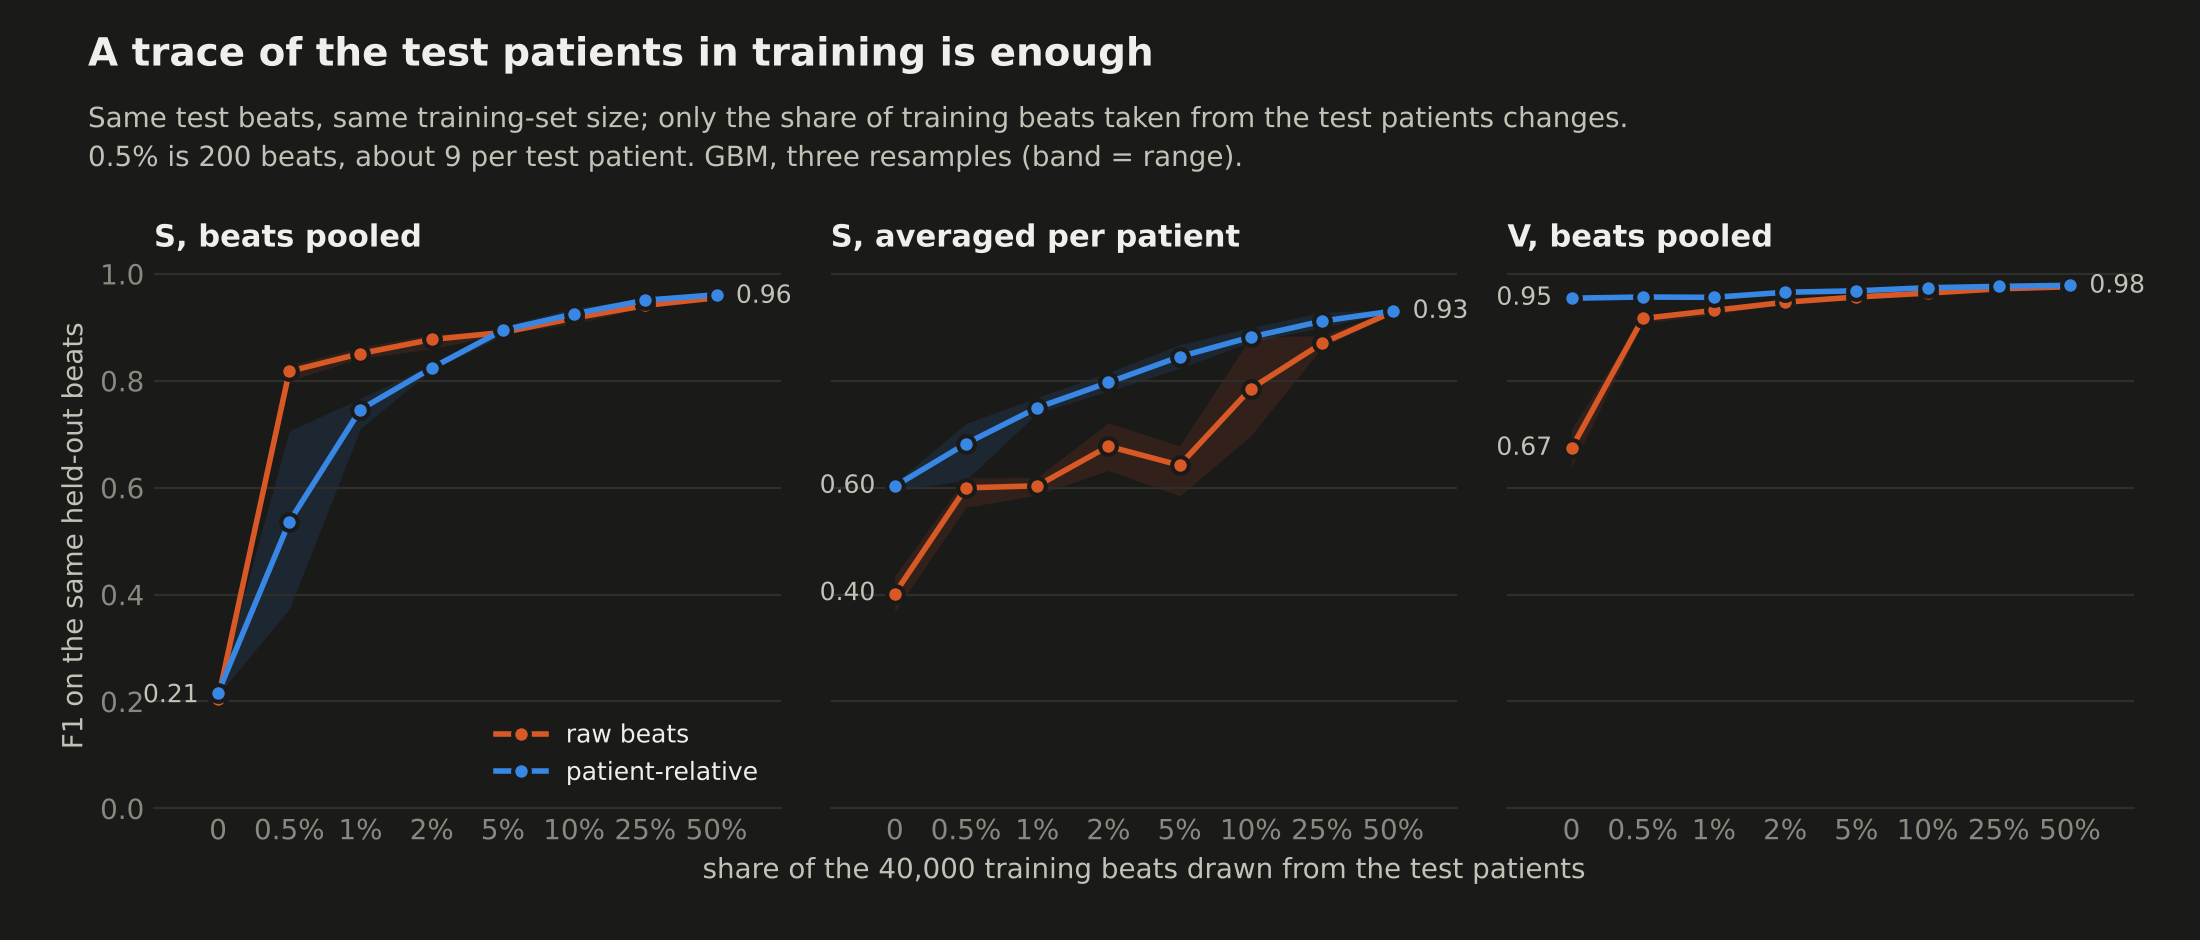 A trace of the test patients in training is enough
Same test beats, same training-set size; only the share of training beats taken from the test patients changes.
0.5% is 200 beats, about 9 per test patient. GBM, three resamples (band = range).
S, beats pooled
S, averaged per patient
V, beats pooled
F1 on the same held-out beats
1.0
0.8
0.6
0.4
0.2
0.0
0.21
0.96
raw beats
patient-relative
0 0.5% 1% 2% 5% 10% 25% 50%
0.60
0.40
0.93
0 0.5% 1% 2% 5% 10% 25% 50%
0.95
0.67
0.98
0 0.5% 1% 2% 5% 10% 25% 50%
share of the 40,000 training beats drawn from the test patients